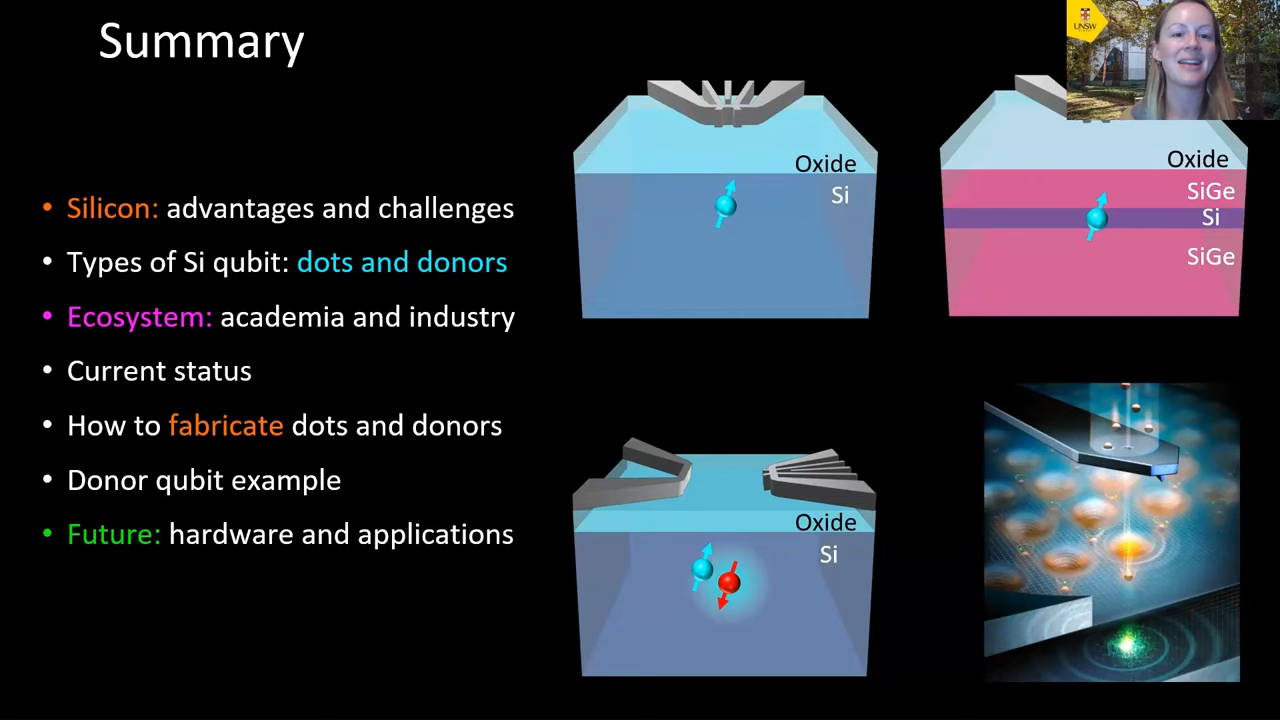 Summary
UNSW
• Silicon: advantages and challenges
• Types of Si qubit: dots and donors
• Ecosystem: academia and industry
• Current status
• How to fabricate dots and donors
• Donor qubit example
• Future: hardware and applications
Oxide
Si
Oxide
SiGe
Si
SiGe
Oxide
Si